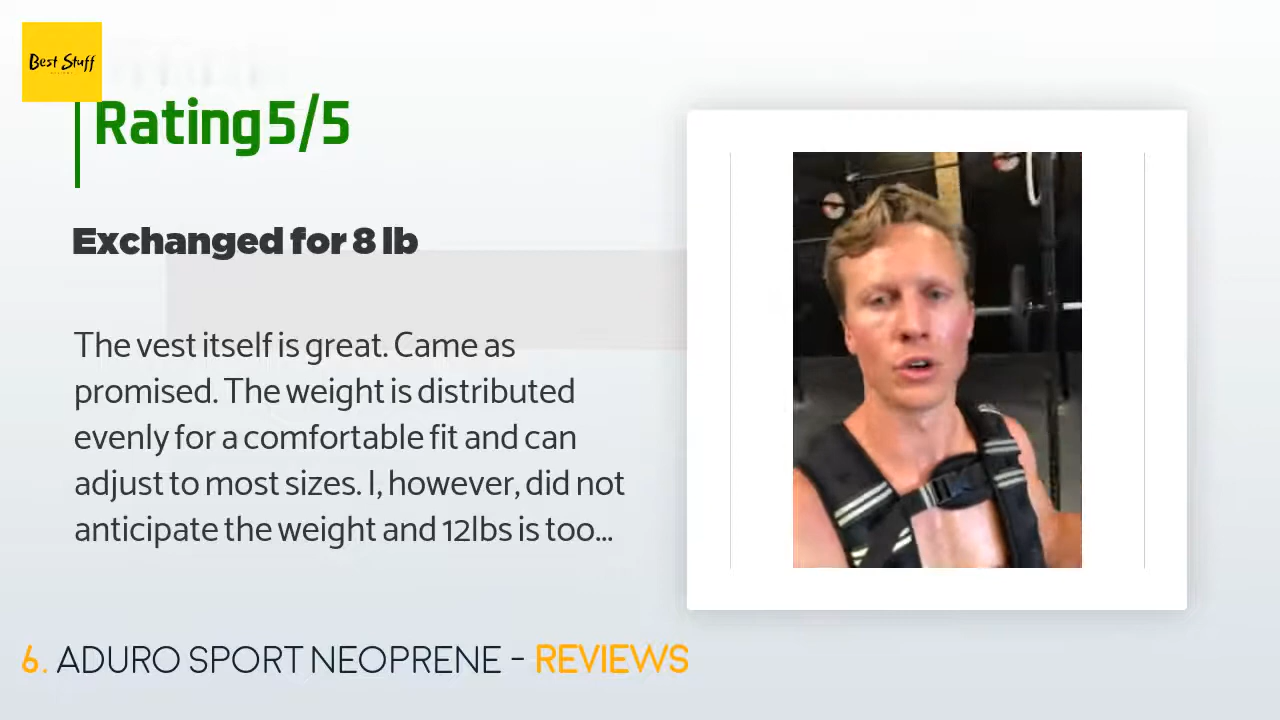 Best Stuff
Rating 5/5
Exchanged for 8 lb
The vest itself is great. Came as
promised. The weight is distributed
evenly for a comfortable fit and can
adjust to most sizes. I, however, did not
anticipate the weight and 12lbs is too...
6. ADURO SPORT NEOPRENE - REVIEWS